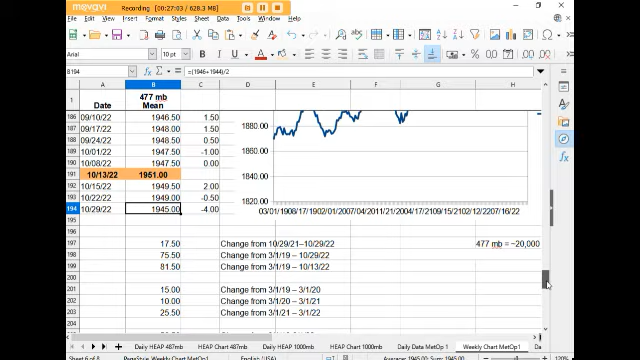 movavi Recording (00:27:03)
File Edit View Insert Format Styles Sheet Data Tools Window Help
Arial 10 pt B I U A
B194 fx Σ = =(1946+1944)/2
A B C D E F G H
1 Date 477 mb Mean
186 09/10/22 1946.50 1.50
187 09/17/22 1948.00 1.50
188 09/24/22 1948.50 0.50
189 10/01/22 1947.50 -1.00
190 10/08/22 1947.50 0.00
191 10/13/22 1951.00
192 10/15/22 1949.50 2.00
193 10/22/22 1949.00 -0.50
194 10/29/22 1945.00 -4.00
1880.00
1860.00
1840.00
1820.00
195
196
197 17.50 Change from 10/29/21–10/29/22 477 mb = ~20,000
198 75.50 Change from 3/1/19 – 10/29/22
199 81.50 Change from 3/1/19 – 10/13/22
200
201 15.00 Change from 3/1/19 – 3/1/20
202 10.00 Change from 3/1/20 – 3/1/21
203 25.50 Change from 3/1/21 – 3/1/22
Daily HEAP 487mb HEAP Chart 487mb Daily HEAP 1000mb HEAP Chart 1000mb Daily Data MetOp 1 Weekly Chart MetOp1 Da
Sheet 6 of 8 PageStyle_Weekly Chart MetOp1 English (USA) Average: 1945.00; Sum: 1945.00 120%